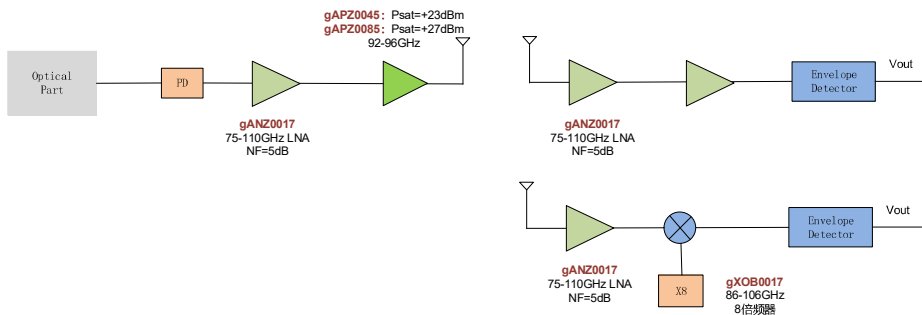 gAPZ0045：Psat=+23dBm
gAPZ0085：Psat=+27dBm
92-96GHz
Optical
Part
PD
gANZ0017
75-110GHz LNA
NF=5dB
gANZ0017
75-110GHz LNA
NF=5dB
Envelope
Detector
Vout
gANZ0017
75-110GHz LNA
NF=5dB
X8
gXOB0017
86-106GHz
8倍频器
Envelope
Detector
Vout